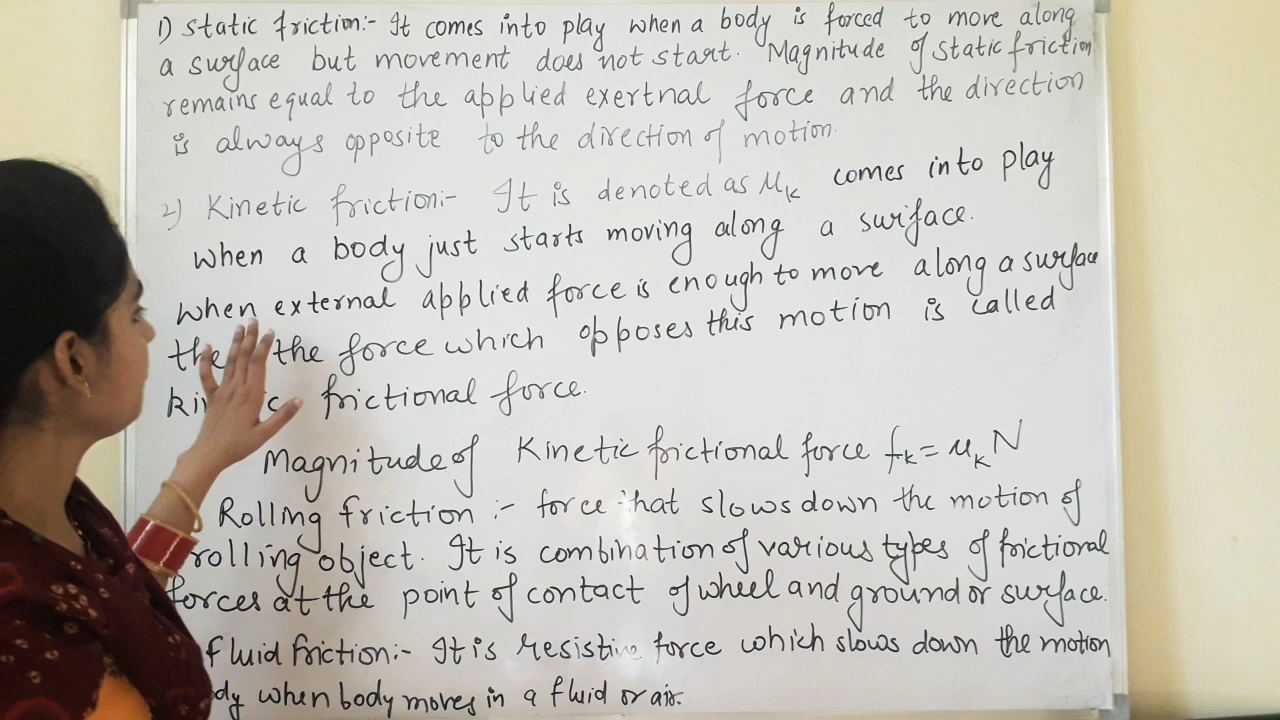 1) Static friction:- It comes into play when a body is forced to move along
a surface but movement does not start. Magnitude of static friction
remains equal to the applied exertnal force and the direction
is always opposite to the direction of motion.
2) Kinetic friction:- It is denoted as μk comes into play
when a body just starts moving along a surface.
when external applied force is enough to move along a surface
the the force which opposes this motion is called
frictional force.
Magnitude of Kinetic frictional force fk = μk N
Rolling friction :- force that slows down the motion of
rolling object. It is combination of various types of frictional
forces at the point of contact of wheel and ground or surface.
fluid friction:- It is resistive force which slows down the motion
dy when body moves in a fluid or air.